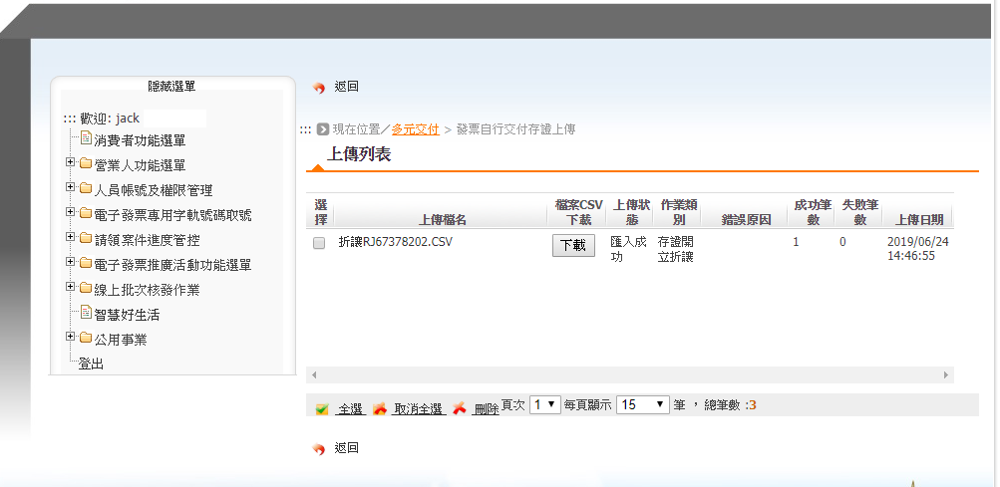 隱藏選單
::: 歡迎: jack
消費者功能選單
營業人功能選單
人員帳號及權限管理
電子發票專用字軌號碼取號
請領案件進度管控
電子發票推廣活動功能選單
線上批次核發作業
智慧好生活
公用事業
登出
返回
::: 現在位置／多元交付 > 發票自行交付存證上傳
上傳列表
選擇 上傳檔名 檔案CSV下載 上傳狀態 作業類別 錯誤原因 成功筆數 失敗筆數 上傳日期
折讓RJ67378202.CSV 下載 匯入成功 存證開立折讓 1 0 2019/06/24 14:46:55
全選 取消全選 刪除 頁次 1 每頁顯示 15 筆 ，總筆數 :3
返回